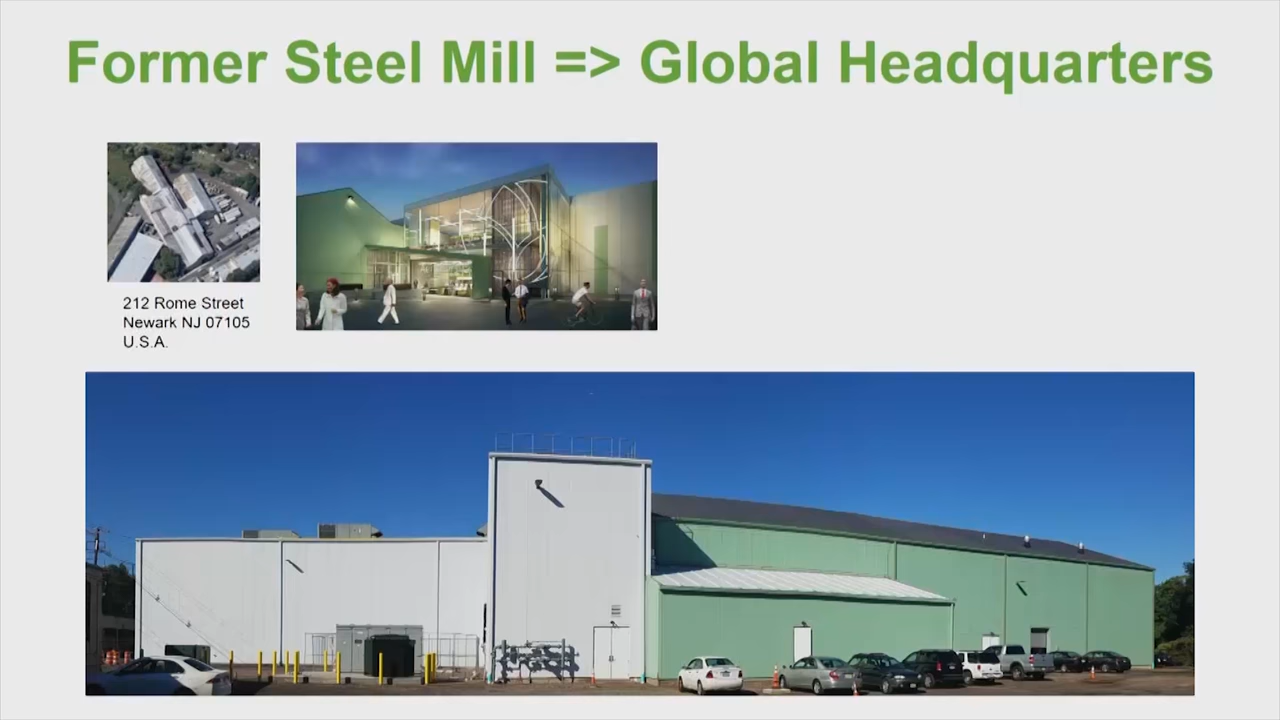 Former Steel Mill => Global Headquarters
212 Rome Street
Newark NJ 07105
U.S.A.